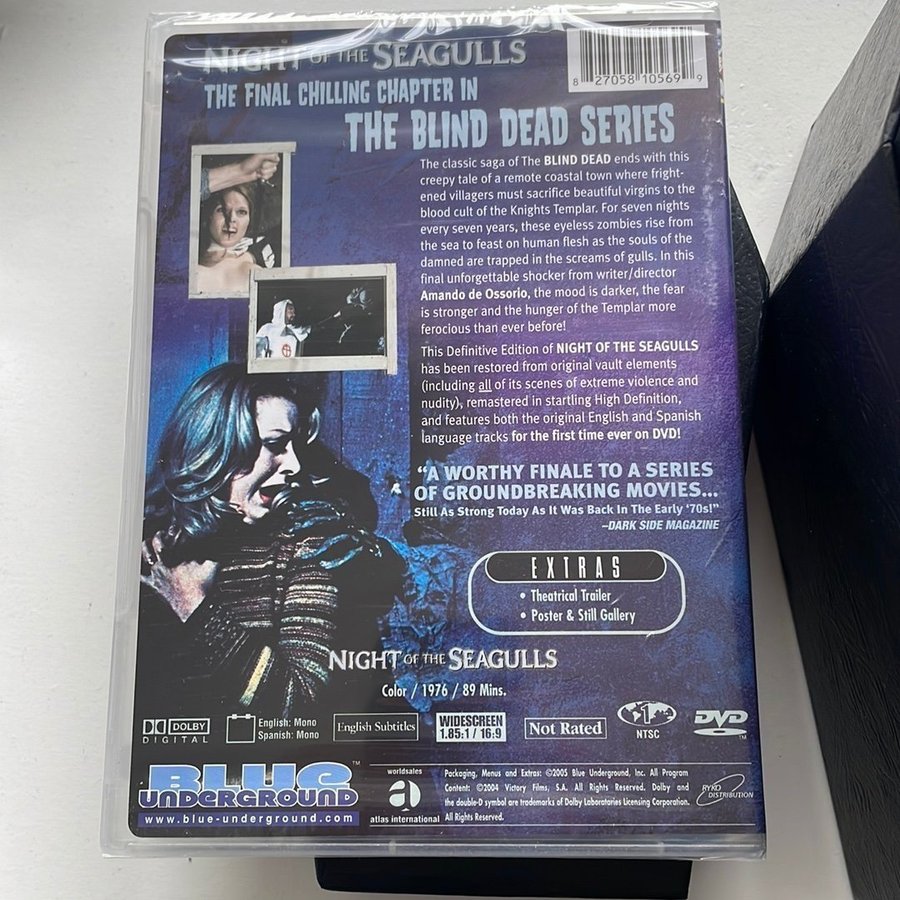 NIGHT OF THE SEAGULLS
8 27058 10569 9
THE FINAL CHILLING CHAPTER IN
THE BLIND DEAD SERIES
The classic saga of The BLIND DEAD ends with this
creepy tale of a remote coastal town where fright-
ened villagers must sacrifice beautiful virgins to the
blood cult of the Knights Templar. For seven nights
every seven years, these eyeless zombies rise from
the sea to feast on human flesh as the souls of the
damned are trapped in the screams of gulls. In this
final unforgettable shocker from writer/director
Amando de Ossorio, the mood is darker, the fear
is stronger and the hunger of the Templar more
ferocious than ever before!
This Definitive Edition of NIGHT OF THE SEAGULLS
has been restored from original vault elements
(including all of its scenes of extreme violence and
nudity), remastered in startling High Definition,
and features both the original English and Spanish
language tracks for the first time ever on DVD!
"A WORTHY FINALE TO A SERIES
OF GROUNDBREAKING MOVIES...
Still As Strong Today As It Was Back In The Early '70s!"
–DARK SIDE MAGAZINE
EXTRAS
• Theatrical Trailer
• Poster & Still Gallery
NIGHT OF THE SEAGULLS
Color / 1976 / 89 Mins.
DOLBY
DIGITAL
English: Mono
Spanish: Mono
English Subtitles
WIDESCREEN
1.85:1 / 16:9
Not Rated
1
NTSC
DVD
BLUE
UNDERGROUND™
www.blue-underground.com
worldsales
a
atlas international
Packaging, Menus and Extras: ©2005 Blue Underground, Inc. All Program
Content: ©2004 Victory Films, S.A. All Rights Reserved. Dolby and
the double-D symbol are trademarks of Dolby Laboratories Licensing Corporation.
All Rights Reserved.
RYKO
DISTRIBUTION